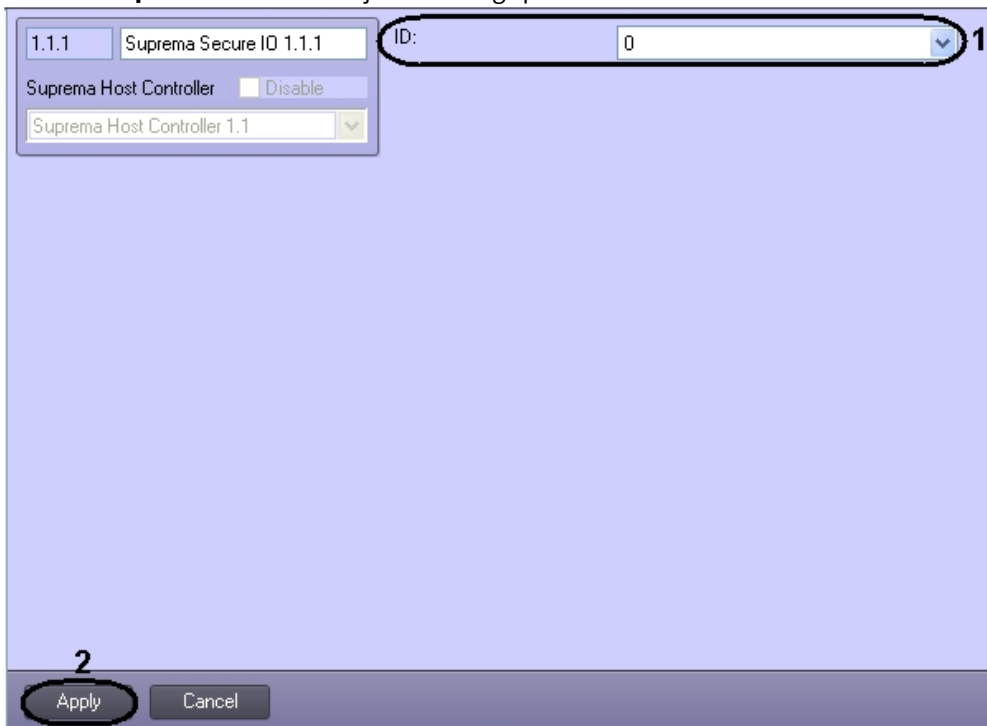 1.1.1 Suprema Secure IO 1.1.1
ID: 0 1
Suprema Host Controller Disable
Suprema Host Controller 1.1
2
Apply Cancel